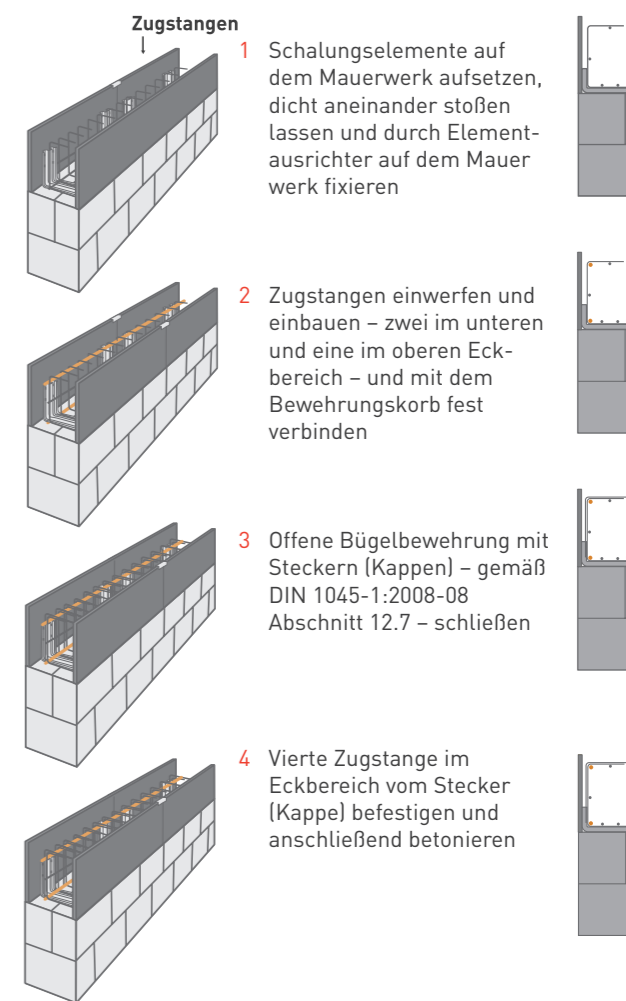 Zugstangen
1 Schalungselemente auf
dem Mauerwerk aufsetzen,
dicht aneinander stoßen
lassen und durch Element-
ausrichter auf dem Mauer
werk fixieren
2 Zugstangen einwerfen und
einbauen – zwei im unteren
und eine im oberen Eck-
bereich – und mit dem
Bewehrungskorb fest
verbinden
3 Offene Bügelbewehrung mit
Steckern (Kappen) – gemäß
DIN 1045-1:2008-08
Abschnitt 12.7 – schließen
4 Vierte Zugstange im
Eckbereich vom Stecker
(Kappe) befestigen und
anschließend betonieren